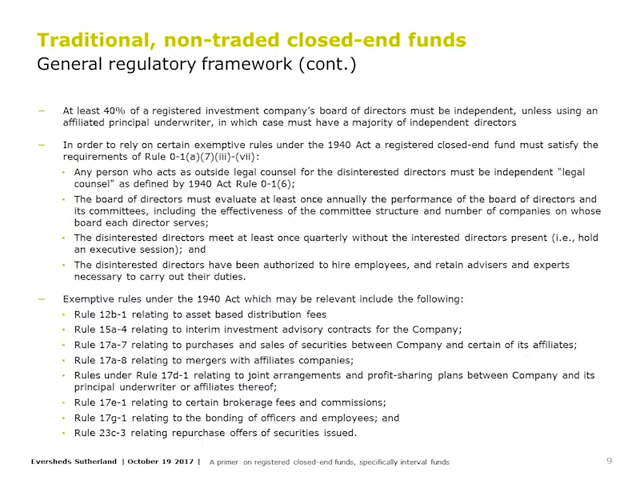 Traditional, non-traded closed-end funds
General regulatory framework (cont.)
– At least 40% of a registered investment company's board of directors must be independent, unless using an
affiliated principal underwriter, in which case must have a majority of independent directors
– In order to rely on certain exemptive rules under the 1940 Act a registered closed-end fund must satisfy the
requirements of Rule 0-1(a)(7)(iii)-(vii):
• Any person who acts as outside legal counsel for the disinterested directors must be independent "legal
counsel" as defined by 1940 Act Rule 0-1(6);
• The board of directors must evaluate at least once annually the performance of the board of directors and
its committees, including the effectiveness of the committee structure and number of companies on whose
board each director serves;
• The disinterested directors meet at least once quarterly without the interested directors present (i.e., hold
an executive session); and
• The disinterested directors have been authorized to hire employees, and retain advisers and experts
necessary to carry out their duties.
– Exemptive rules under the 1940 Act which may be relevant include the following:
• Rule 12b-1 relating to asset based distribution fees
• Rule 15a-4 relating to interim investment advisory contracts for the Company;
• Rule 17a-7 relating to purchases and sales of securities between Company and certain of its affiliates;
• Rule 17a-8 relating to mergers with affiliates companies;
• Rules under Rule 17d-1 relating to joint arrangements and profit-sharing plans between Company and its
principal underwriter or affiliates thereof;
• Rule 17e-1 relating to certain brokerage fees and commissions;
• Rule 17g-1 relating to the bonding of officers and employees; and
• Rule 23c-3 relating repurchase offers of securities issued.
Eversheds Sutherland | October 19 2017 | A primer on registered closed-end funds, specifically interval funds 9